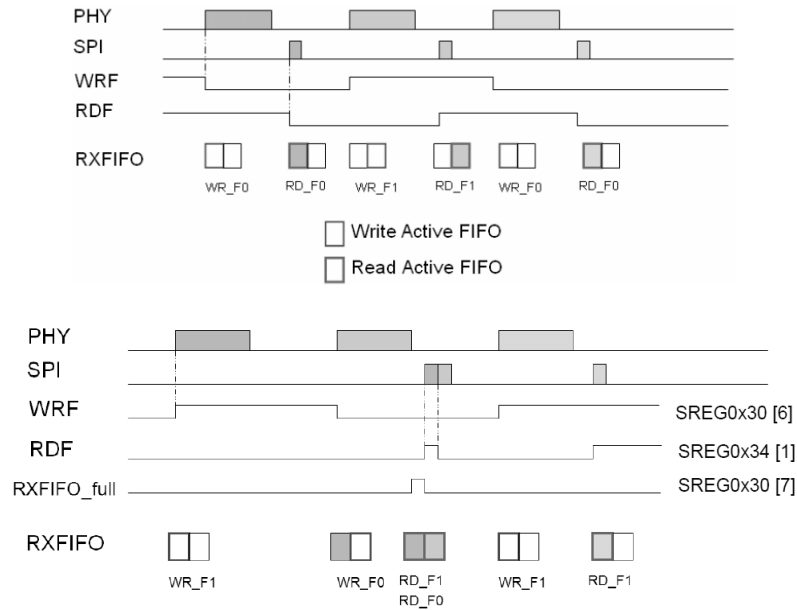 PHY
SPI
WRF
RDF
RXFIFO
WR_F0 RD_F0 WR_F1 RD_F1 WR_F0 RD_F0
Write Active FIFO
Read Active FIFO
PHY
SPI
WRF SREG0x30 [6]
RDF SREG0x34 [1]
RXFIFO_full SREG0x30 [7]
RXFIFO
WR_F1 WR_F0 RD_F1 WR_F1 RD_F1
RD_F0